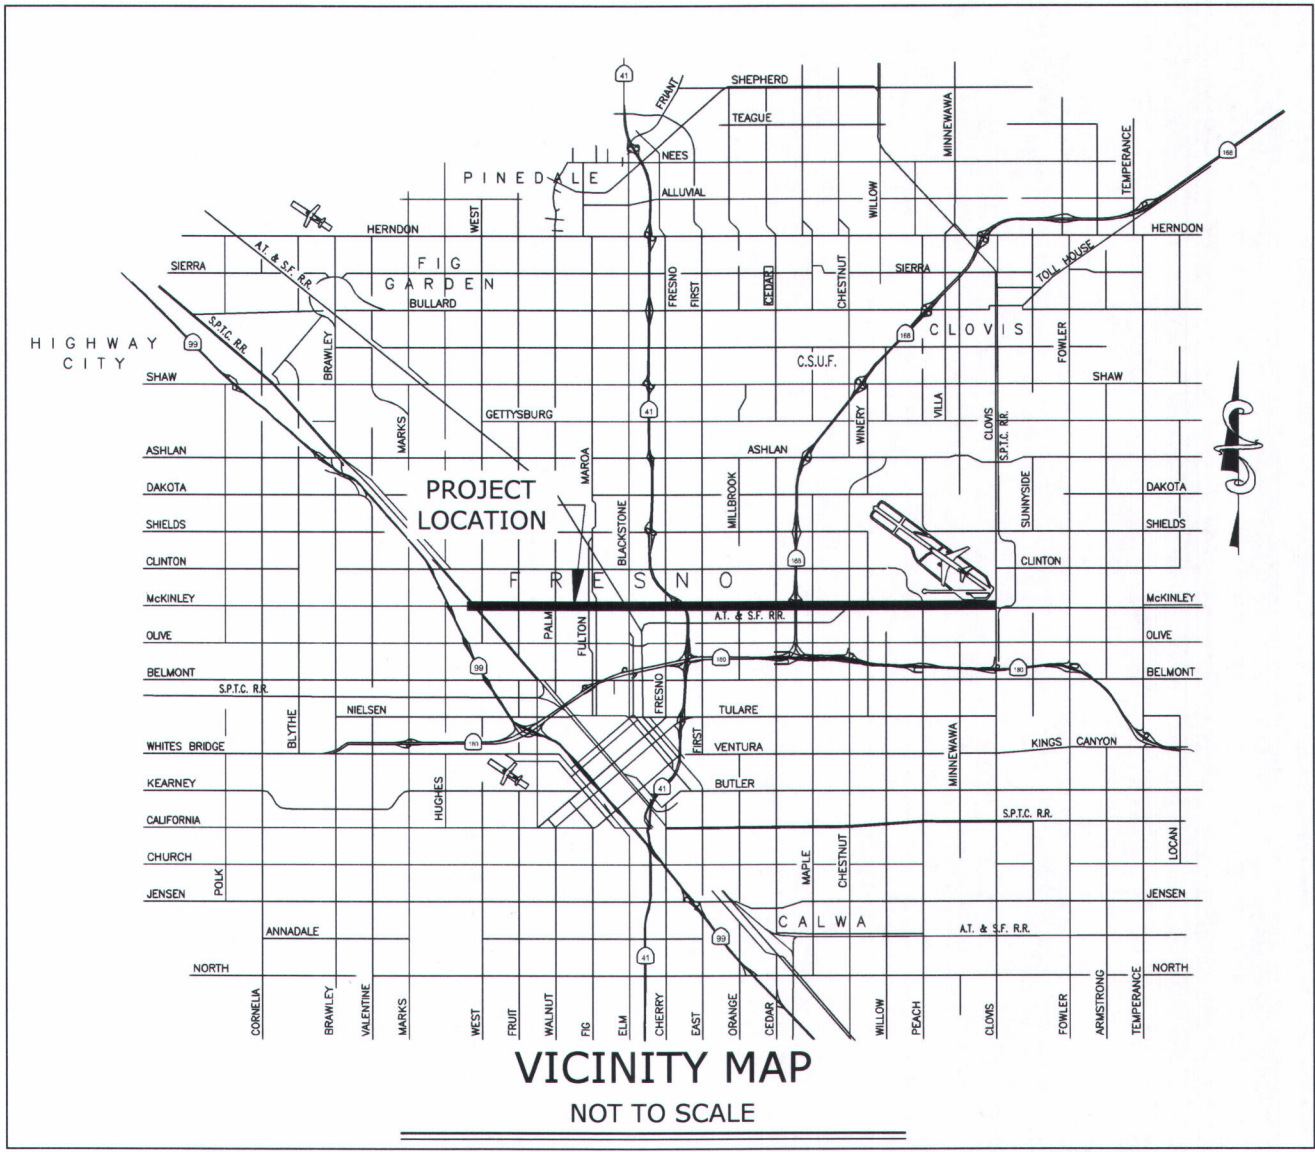 41
SHEPHERD
FRIANT
TEAGUE
MINNEWAWA
TEMPERANCE
168
NEES
PINEDALE
ALLUVIAL
WEST
WILLOW
HERNDON
HERNDON
A.T. & S.F. R.R.
FIG
GARDEN
SIERRA
SIERRA
TOLL HOUSE
FRESNO
FIRST
CEDAR
CHESTNUT
BULLARD
S.P.T.C. R.R.
99
HIGHWAY
CITY
BRAWLEY
168
CLOVIS
FOWLER
C.S.U.F.
SHAW
SHAW
41
GETTYSBURG
MARKS
WINERY
VILLA
CLOVIS
S.P.T.C. R.R.
ASHLAN
ASHLAN
MAROA
DAKOTA
DAKOTA
PROJECT
LOCATION
MILLBROOK
SUNNYSIDE
SHIELDS
SHIELDS
BLACKSTONE
CLINTON
CLINTON
168
FRESNO
McKINLEY
McKINLEY
A.T. & S.F. R.R.
PALM
FULTON
OLIVE
OLIVE
99
180
180
BELMONT
BELMONT
S.P.T.C. R.R.
FRESNO
NIELSEN
TULARE
BLYTHE
180
FIRST
WHITES BRIDGE
VENTURA
KINGS CANYON
MINNEWAWA
KEARNEY
BUTLER
HUGHES
41
CALIFORNIA
S.P.T.C. R.R.
LOCAN
CHURCH
MAPLE
CHESTNUT
POLK
JENSEN
JENSEN
CALWA
ANNADALE
99
A.T. & S.F. R.R.
41
NORTH
NORTH
CORNELIA
BRAWLEY
VALENTINE
MARKS
WEST
FRUIT
WALNUT
FIG
ELM
CHERRY
EAST
ORANGE
CEDAR
WILLOW
PEACH
CLOVIS
FOWLER
ARMSTRONG
TEMPERANCE
VICINITY MAP
NOT TO SCALE